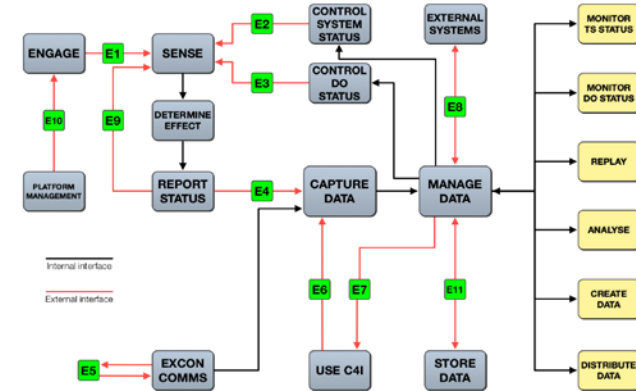 CONTROL
SYSTEM
STATUS
EXTERNAL
SYSTEMS
MONITOR
TS STATUS
ENGAGE
E1
SENSE
E2
E3
CONTROL
DO STATUS
E8
MONITOR
DO STATUS
E10
E9
DETERMINE
EFFECT
REPLAY
PLATFORM
MANAGEMENT
REPORT
STATUS
E4
CAPTURE
DATA
MANAGE
DATA
ANALYSE
Internal interface
External interface
E6
E7
E11
CREATE
DATA
E5
EXCON
COMMS
USE C4I
STORE
DATA
DISTRIBUTE
DATA